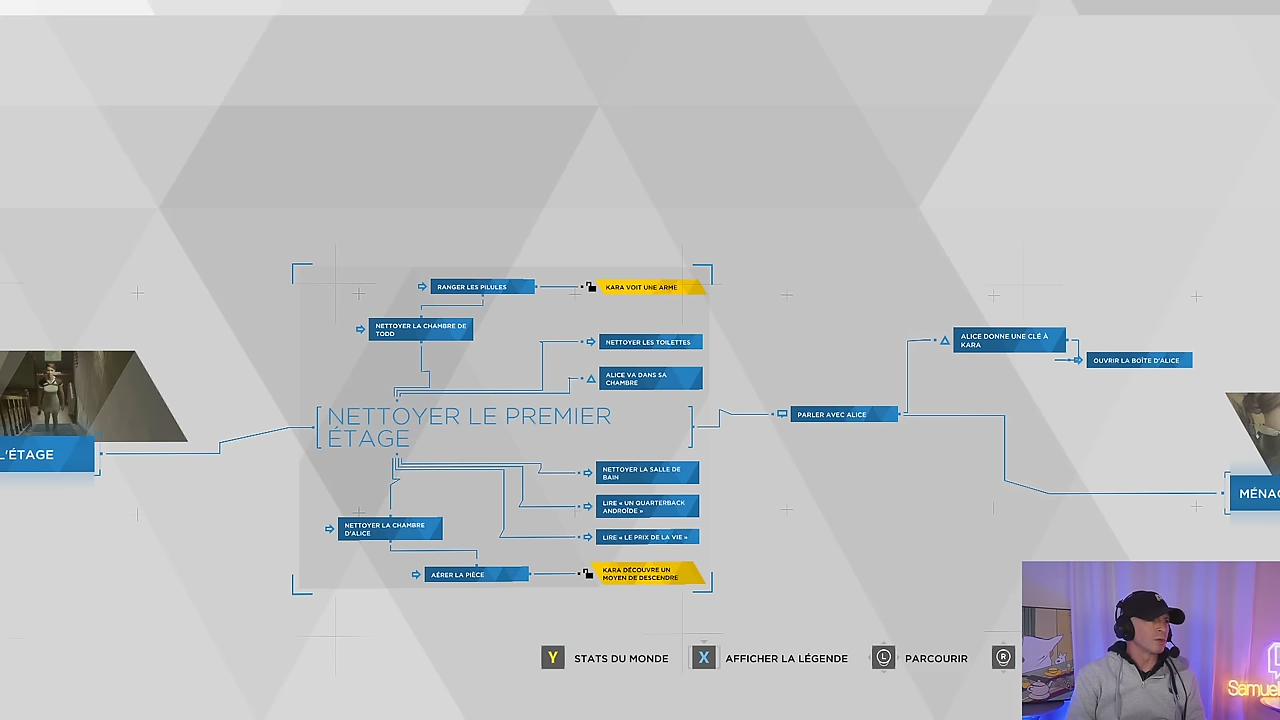 RANGER LES PILULES
KARA VOIT UNE ARME
NETTOYER LA CHAMBRE DE
TODD
NETTOYER LES TOILETTES
ALICE VA DANS SA
CHAMBRE
ALICE DONNE UNE CLÉ À
KARA
OUVRIR LA BOÎTE D'ALICE
NETTOYER LE PREMIER
ÉTAGE
PARLER AVEC ALICE
L'ÉTAGE
NETTOYER LA SALLE DE
BAIN
LIRE « UN QUARTERBACK
ANDROÏDE »
MÉNAG
NETTOYER LA CHAMBRE
D'ALICE
LIRE « LE PRIX DE LA VIE »
AÉRER LA PIÈCE
KARA DÉCOUVRE UN
MOYEN DE DESCENDRE
Y STATS DU MONDE
X AFFICHER LA LÉGENDE
L PARCOURIR
R
Samuel